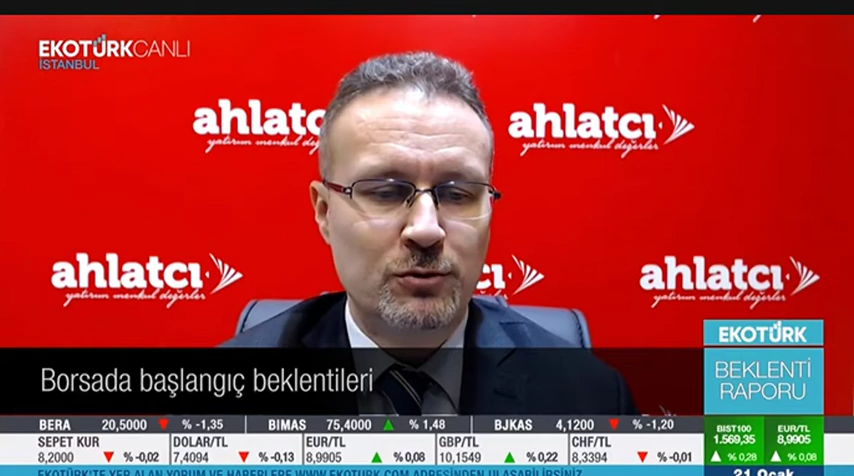 EKOTÜRK CANLI
İSTANBUL
ahlatcı
yatırım menkul değerler
ahlatcı
yatırım menkul değerler
ahlatcı
yatırım menkul değerler
ahlatcı
yatırım menkul değerler
EKOTÜRK
BEKLENTİ
RAPORU
Borsada başlangıç beklentileri
BERA 20,5000 % -1,35 BIMAS 75,4000 % 1,48 BJKAS 4,1200 % -1,20
SEPET KUR DOLAR/TL EUR/TL GBP/TL CHF/TL
8,2000 % -0,02 7,4094 % -0,13 8,9905 % 0,08 10,1549 % 0,22 8,3394 % -0,01
BIST100 EUR/TL
1.569,35 8,9905
% 0,28 % 0,08
EKOTÜRK'TE YER ALAN YORUM VE HABERLERE WWW.EKOTURK.COM ADRESİNDEN ULAŞABİLİRSİNİZ
21 Ocak